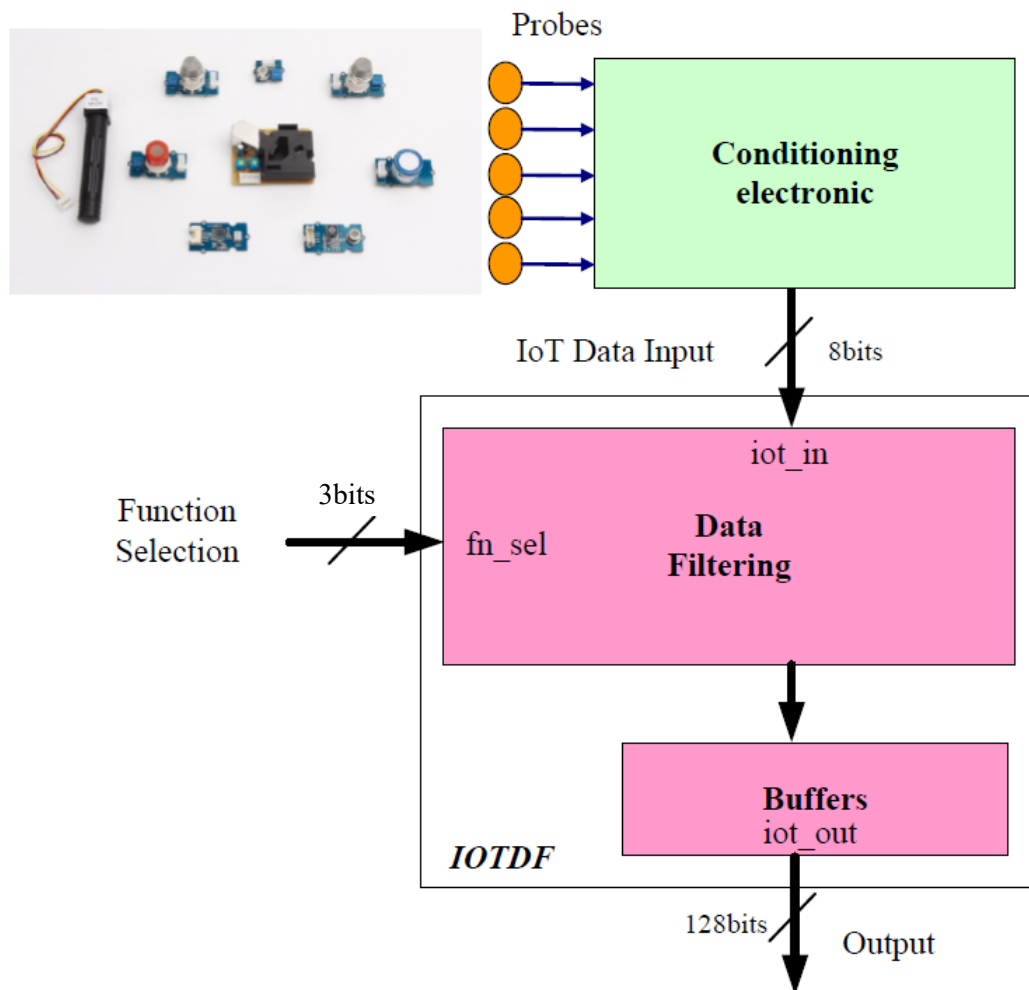 Probes
Conditioning
electronic
IoT Data Input
8bits
iot_in
3bits
Function
Selection
fn_sel
Data
Filtering
Buffers
iot_out
IOTDF
128bits
Output